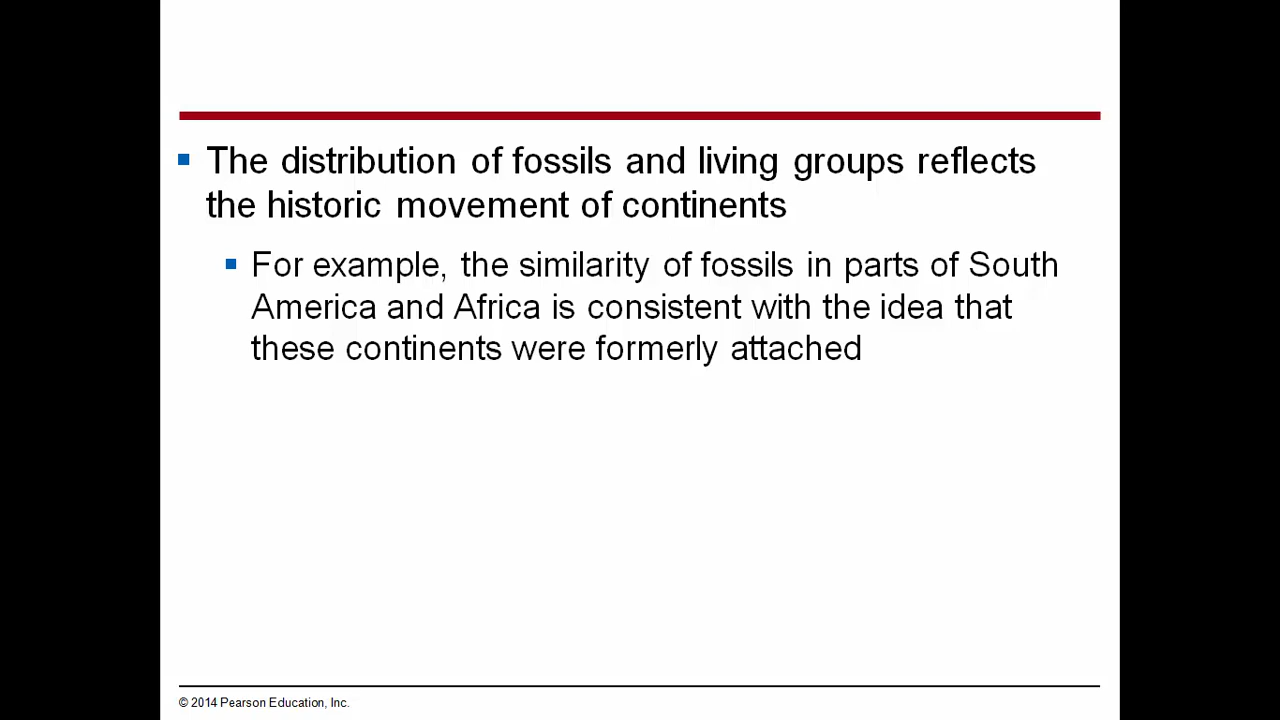 The distribution of fossils and living groups reflects
the historic movement of continents
For example, the similarity of fossils in parts of South
America and Africa is consistent with the idea that
these continents were formerly attached
© 2014 Pearson Education, Inc.